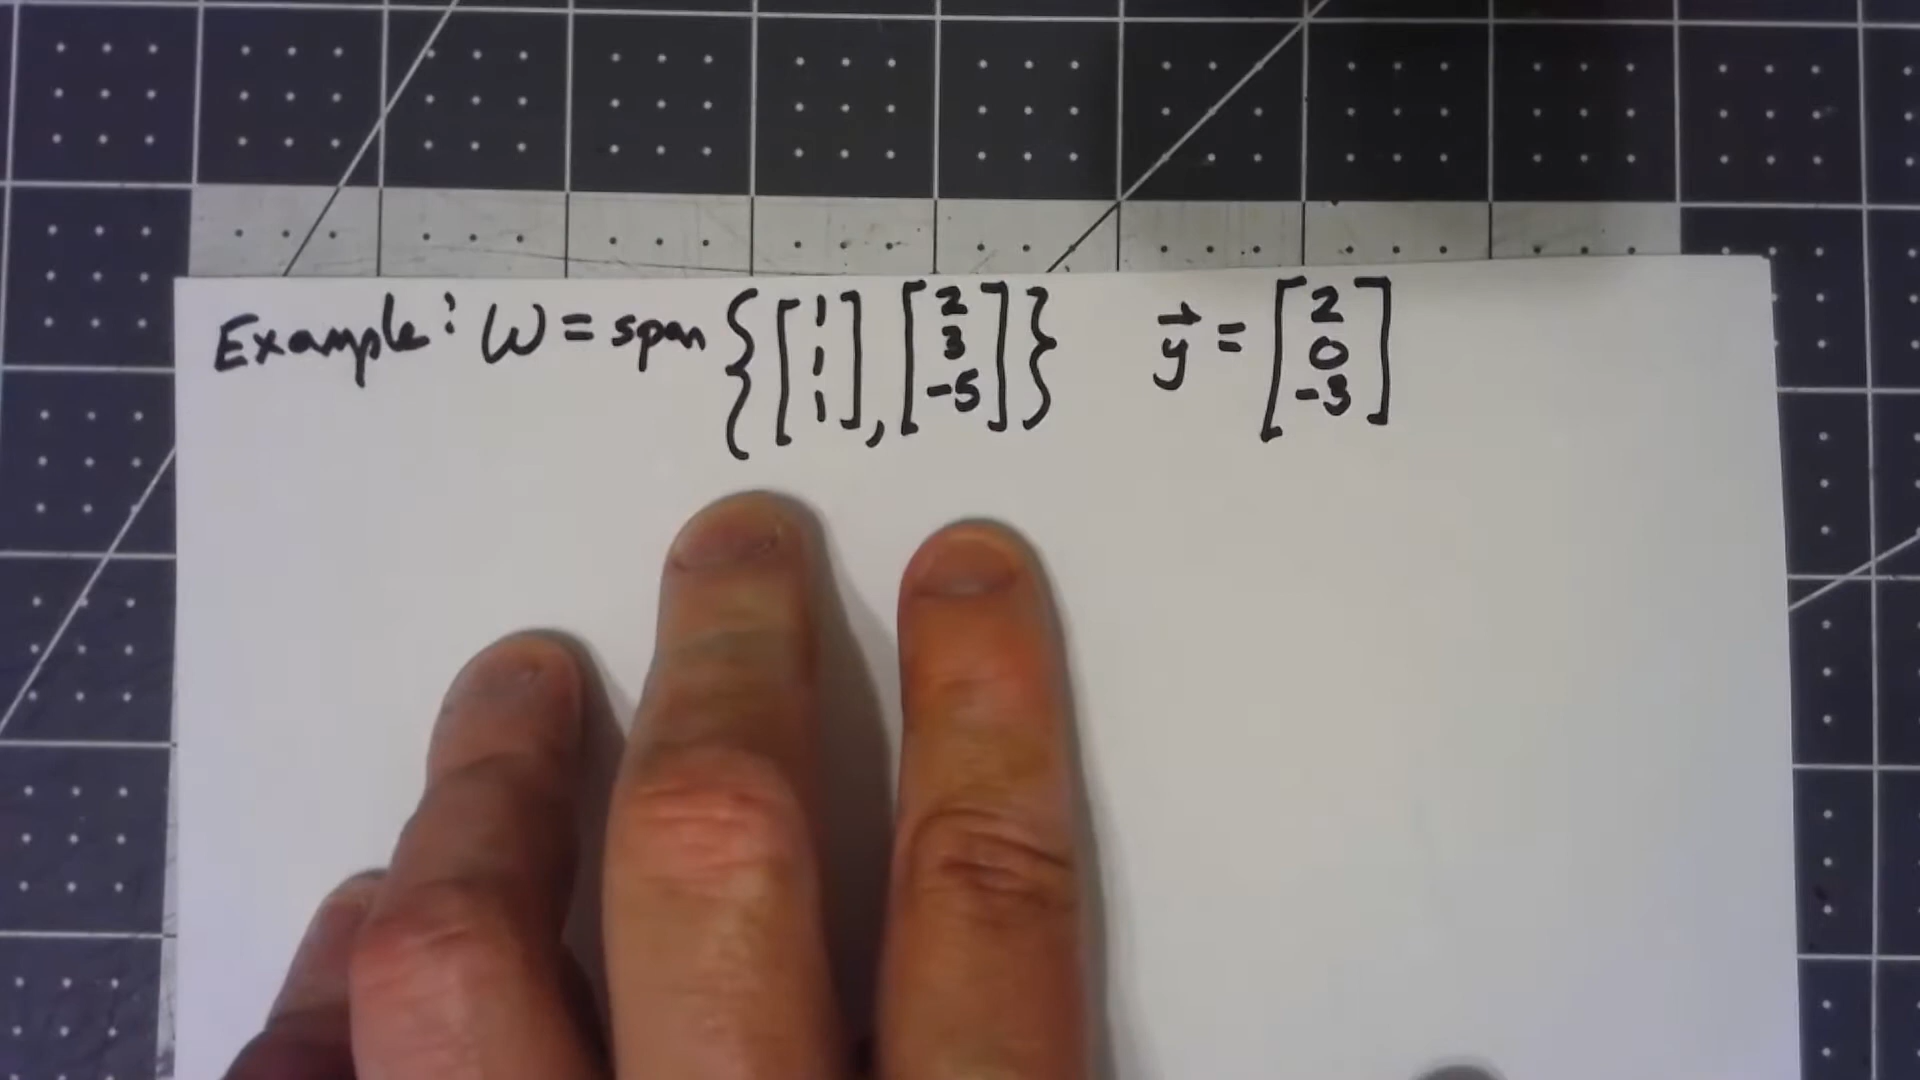 Example: W = span { [1 1 1], [2 3 -5] } y⃗ = [2 0 -3]